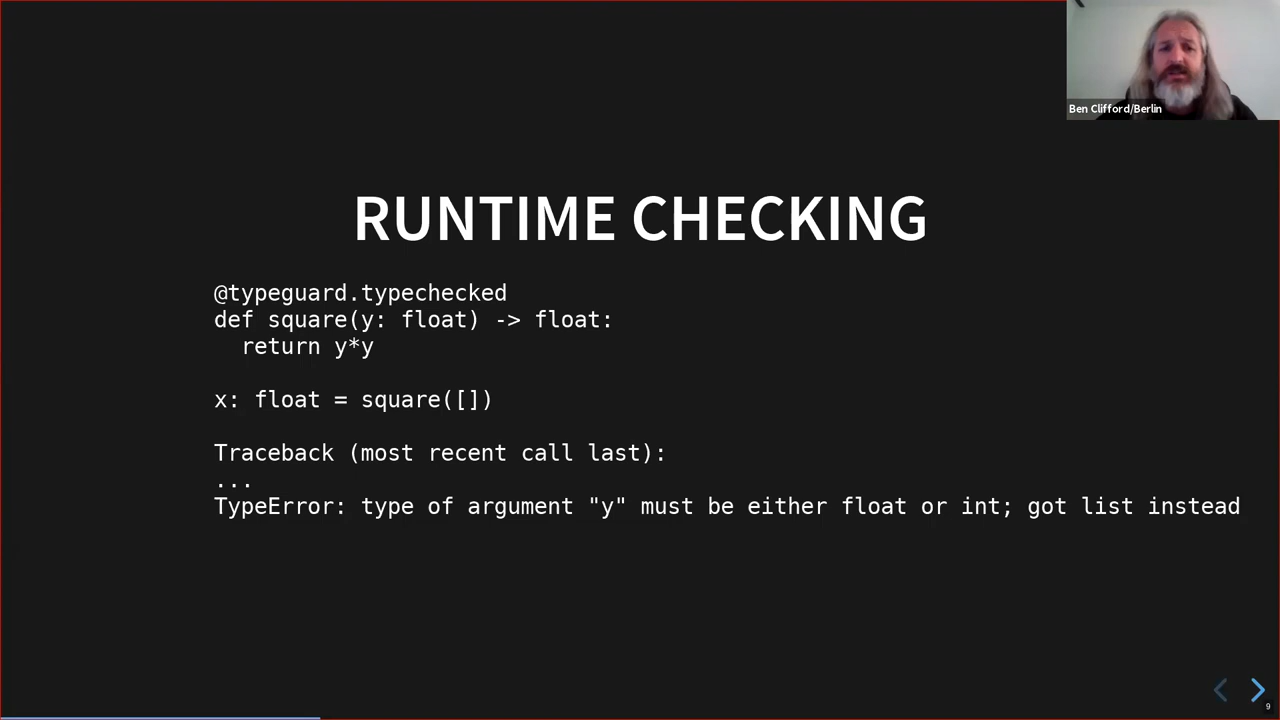 Ben Clifford/Berlin
RUNTIME CHECKING
@typeguard.typechecked
def square(y: float) -> float:
  return y*y
x: float = square([])
Traceback (most recent call last):
...
TypeError: type of argument "y" must be either float or int; got list instead
9